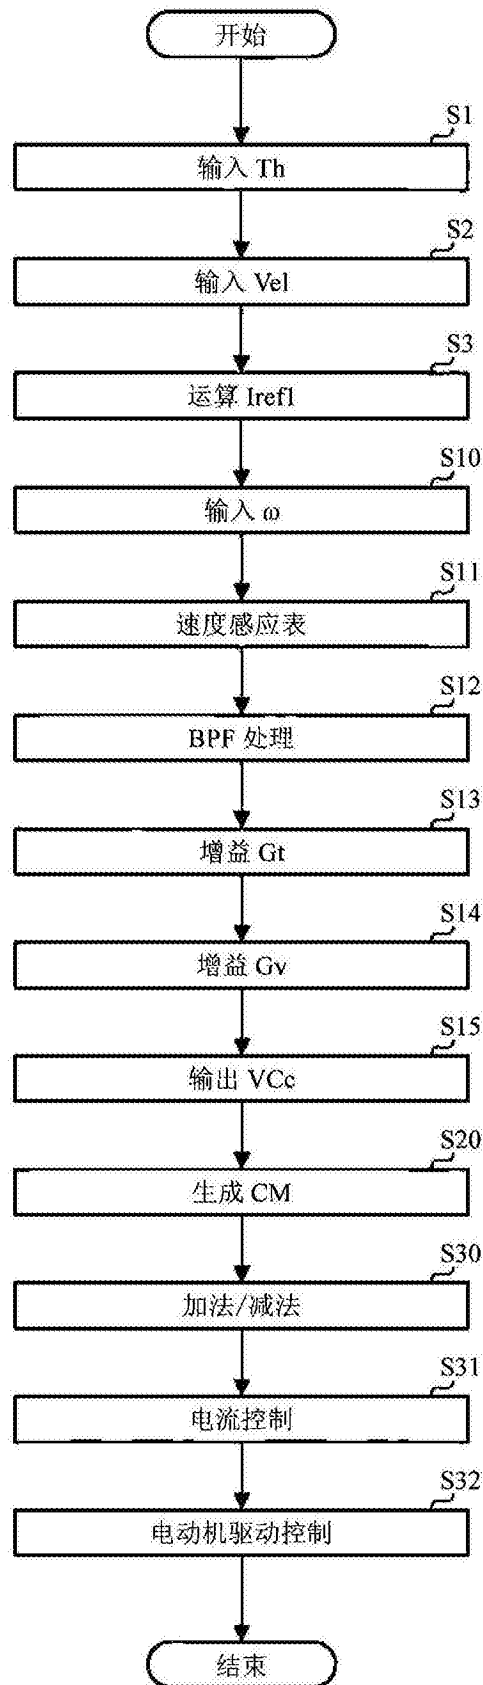 开始
S1
输入 Th
S2
输入 Vel
S3
运算 Iref1
S10
输入 ω
S11
速度感应表
S12
BPF 处理
S13
增益 Gt
S14
增益 Gv
S15
输出 VCc
S20
生成 CM
S30
加法/减法
S31
电流控制
S32
电动机驱动控制
结束